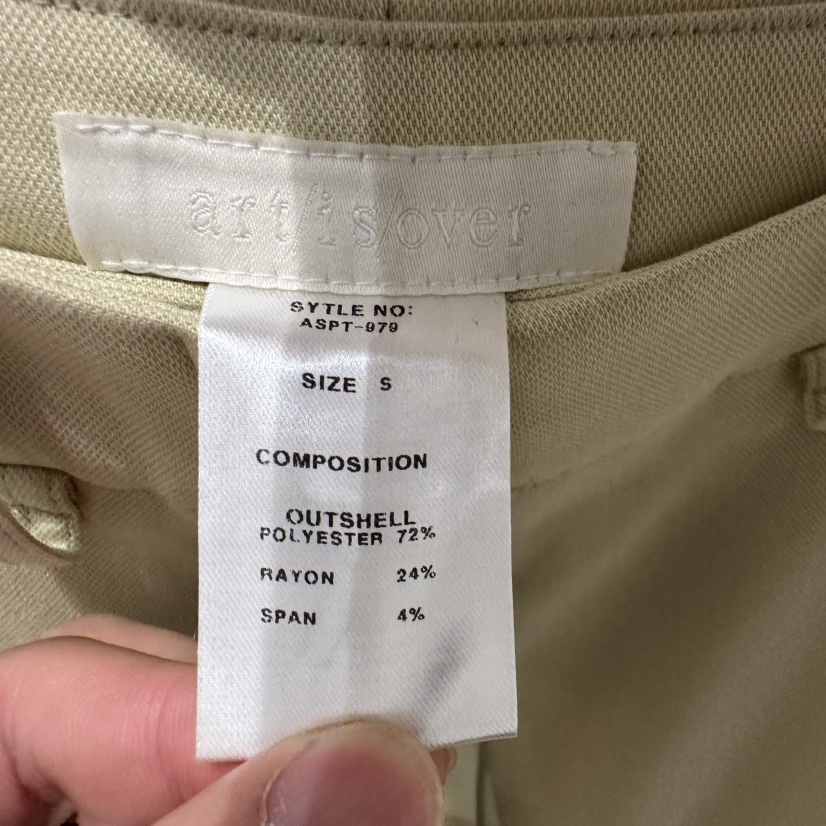 art/is/over
SYTLE NO:
ASPT-979
SIZE S
COMPOSITION
OUTSHELL
POLYESTER 72%
RAYON 24%
SPAN 4%